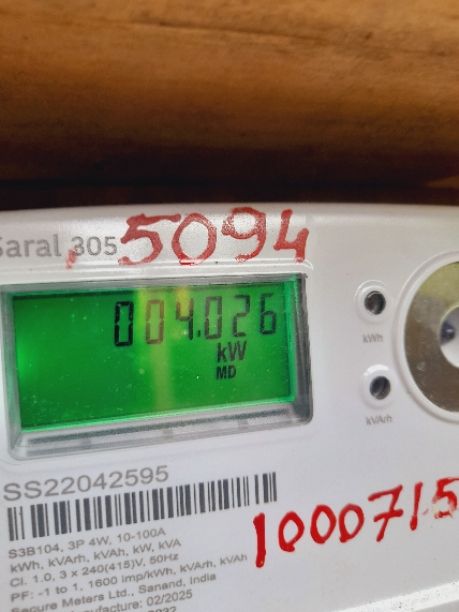 Saral 305
5094
004.026
kW
MD
kWh
kVArh
SS22042595
1000715
S3B104, 3P 4W, 10-100A
kWh, kVArh, kVAh, kW, kVA
Cl. 1.0, 3 x 240(415)V, 50Hz
PF: -1 to 1, 1600 imp/kWh, kVArh, kVAh
Secure Meters Ltd., Sanand, India
Manufacture: 02/2025